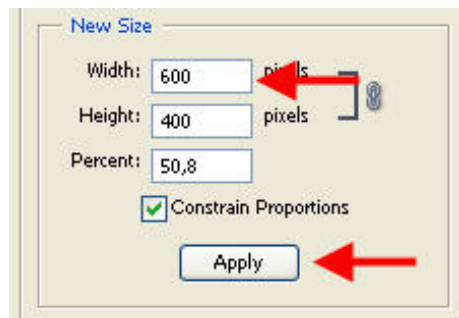 New Size
Width: 600 pixels
Height: 400 pixels
Percent: 50,8
Constrain Proportions
Apply